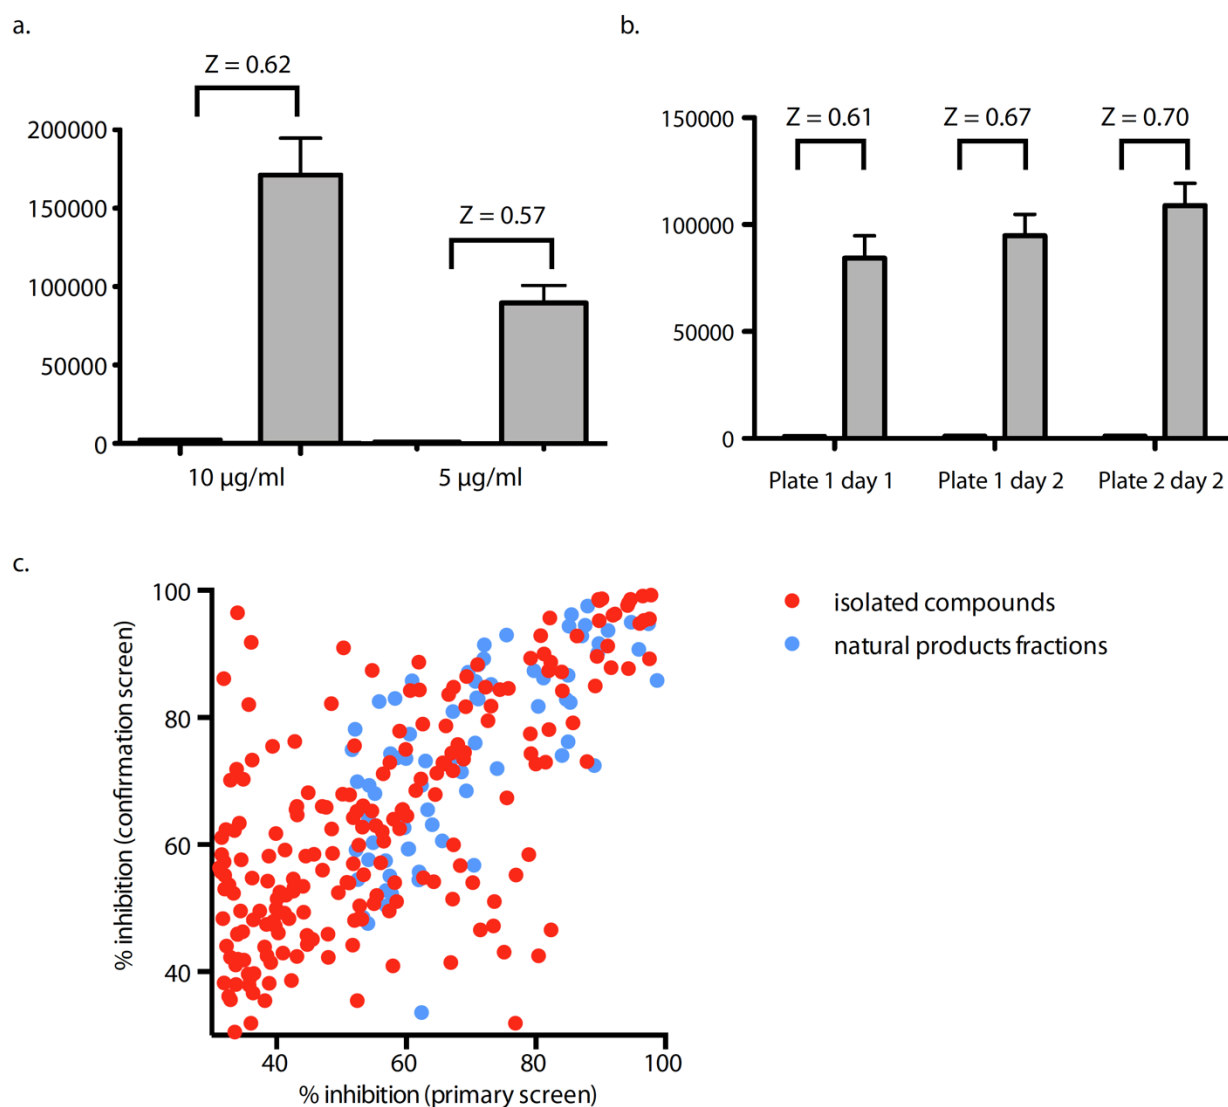 a.
Z = 0.62
Z = 0.57
200000
150000
100000
50000
0
10 µg/ml
5 µg/ml
b.
Z = 0.61
Z = 0.67
Z = 0.70
150000
100000
50000
0
Plate 1 day 1
Plate 1 day 2
Plate 2 day 2
c.
% inhibition (confirmation screen)
100
80
60
40
40
60
80
100
% inhibition (primary screen)
isolated compounds
natural products fractions